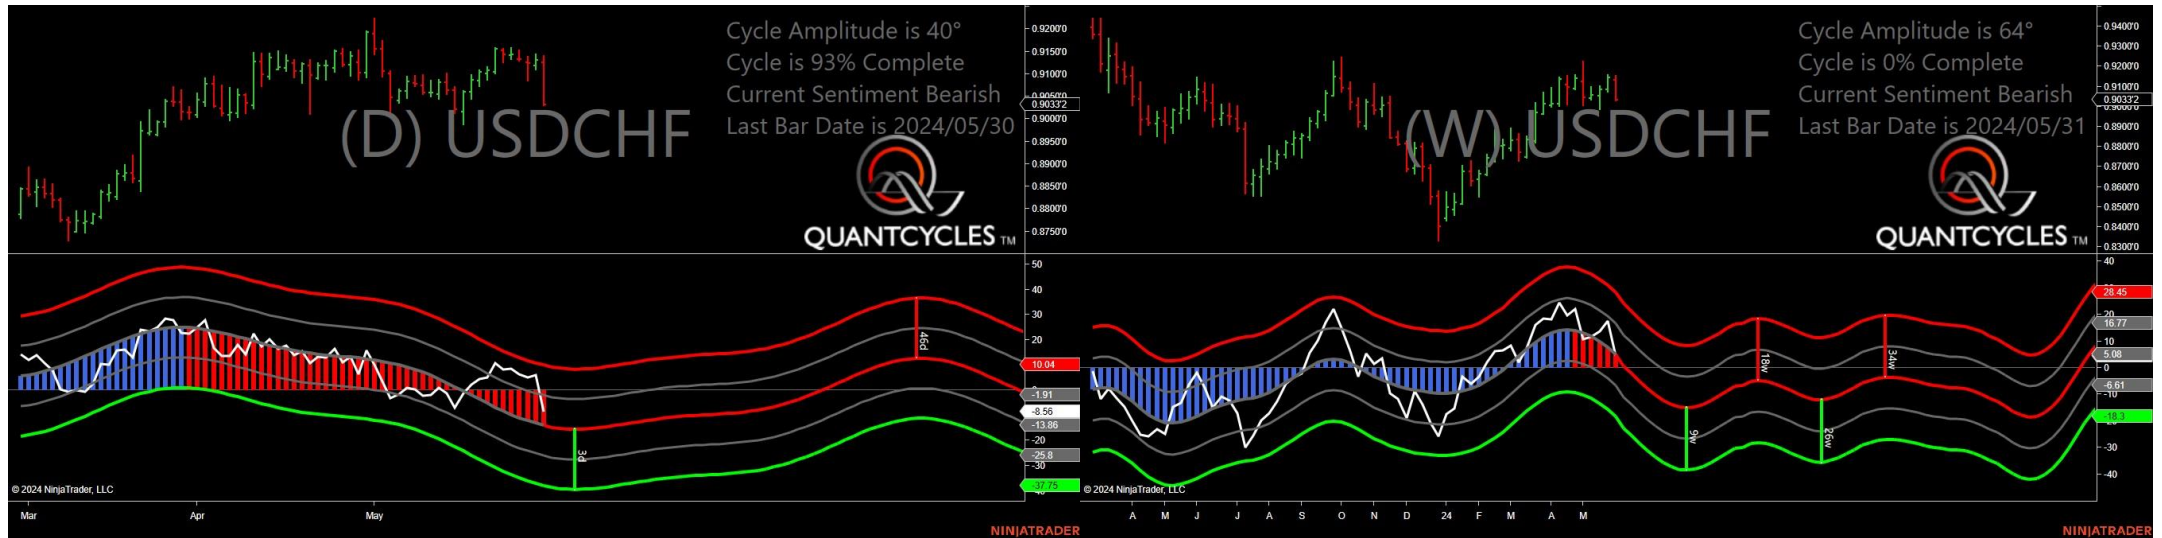 Cycle Amplitude is 40°
Cycle is 93% Complete
Current Sentiment Bearish
Last Bar Date is 2024/05/30
(D) USDCHF
QUANTCYCLES TM
0.9200'0
0.9150'0
0.9100'0
0.9033'2
0.9000'0
0.8950'0
0.8900'0
0.8850'0
0.8800'0
0.8750'0
50
40
30
20
10.04
-1.91
-8.56
-13.86
-20
-25.8
-30
-37.75
46d
3d
© 2024 NinjaTrader, LLC
Mar Apr May
NINJATRADER
Cycle Amplitude is 64°
Cycle is 0% Complete
Current Sentiment Bearish
Last Bar Date is 2024/05/31
(W) USDCHF
QUANTCYCLES TM
0.9400'0
0.9300'0
0.9200'0
0.9100'0
0.9033'2
0.8900'0
0.8800'0
0.8700'0
0.8600'0
0.8500'0
0.8400'0
0.8300'0
40
28.45
20
16.77
10
5.08
0
-6.61
-10
-18.3
-30
-40
18w
34w
9w
26w
© 2024 NinjaTrader, LLC
A M J J A S O N D 24 F M A M
NINJATRADER